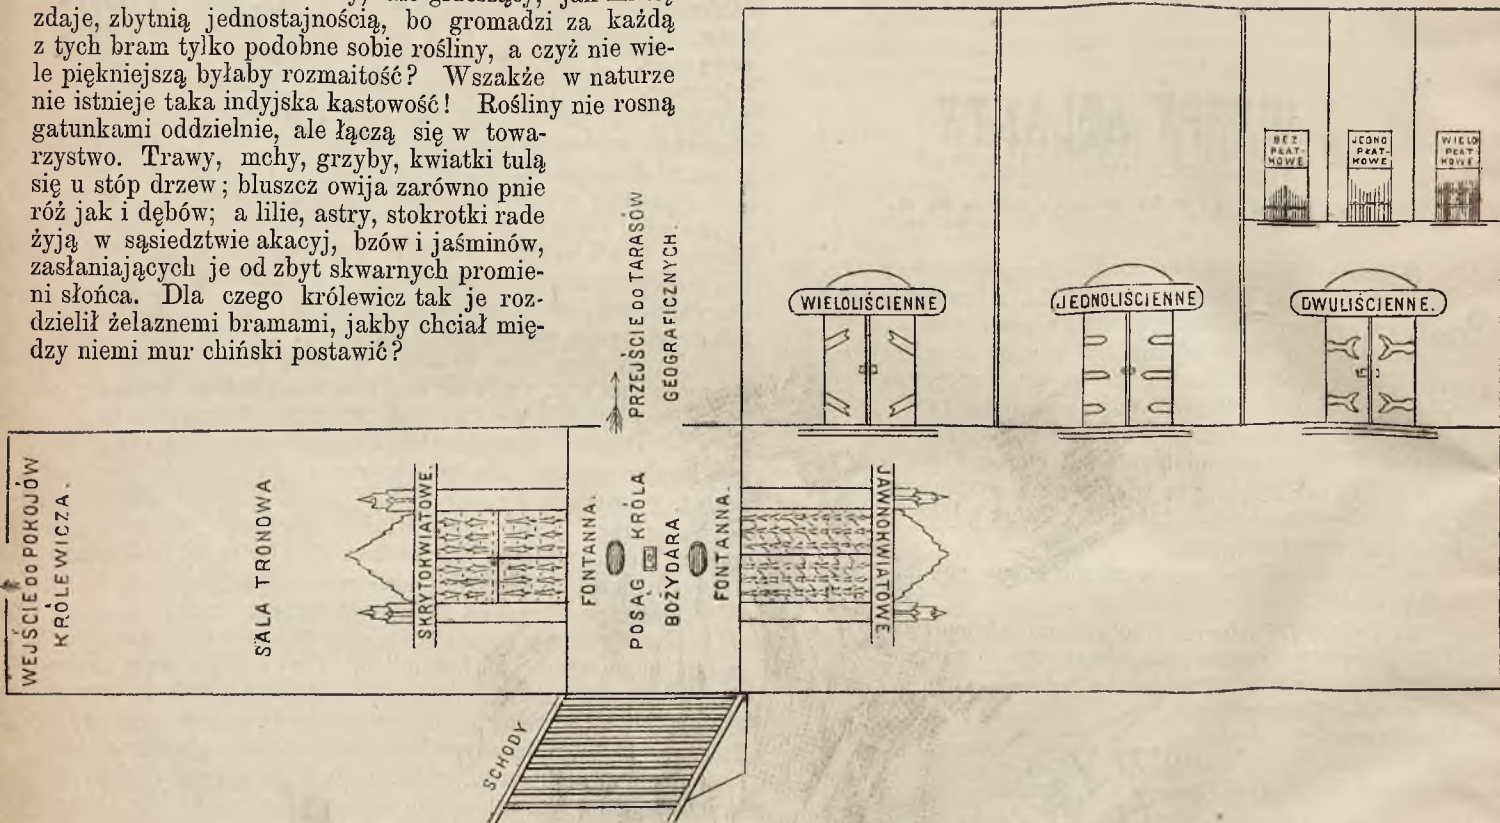 zdaje, zbytnią jednostajnością, bo gromadzi za każdą
z tych bram tylko podobne sobie rośliny, a czyż nie wie-
le piękniejszą byłaby rozmaitość? Wszakże w naturze
nie istnieje taka indyjska kastowość! Rośliny nie rosną
gatunkami oddzielnie, ale łączą się w towa-
rzystwo. Trawy, mchy, grzyby, kwiatki tulą
się u stóp drzew; bluszcz owija zarówno pnie
róż jak i dębów; a lilie, astry, stokrotki rade
żyją w sąsiedztwie akacyj, bzów i jaśminów,
zasłaniających je od zbyt skwarnych promie-
ni słońca. Dla czego królewicz tak je roz-
dzielił żelaznemi bramami, jakby chciał mię-
dzy niemi mur chiński postawić?
BEZ
PŁAT-
KOWE
JEDNO
PŁAT-
KOWE
WIELO
PŁAT
KOWE
WIELOLIŚCIENNE
JEDNOLIŚCIENNE
DWULIŚCIENNE.
PRZEJŚCIE DO TARASÓW
GEOGRAFICZNYCH.
WEJŚCIE DO POKOJÓW
KRÓLEWICZA.
SALA TRONOWA
SKRYTOKWIATOWE.
FONTANNA.
POSĄG KRÓLA
BOŻYDARA.
FONTANNA.
JAWNOKWIATOWE.
SCHODY